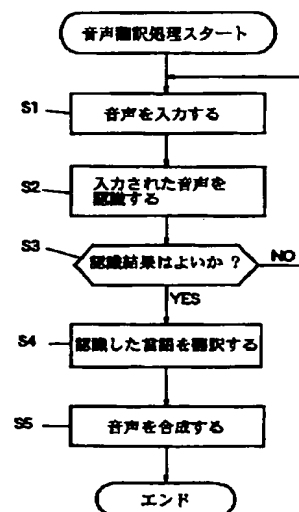 音声翻訳処理スタート
S1
音声を入力する
S2
入力された音声を
認識する
S3
認識結果はよいか ?
NO
YES
S4
認識した言語を翻訳する
S5
音声を合成する
エンド